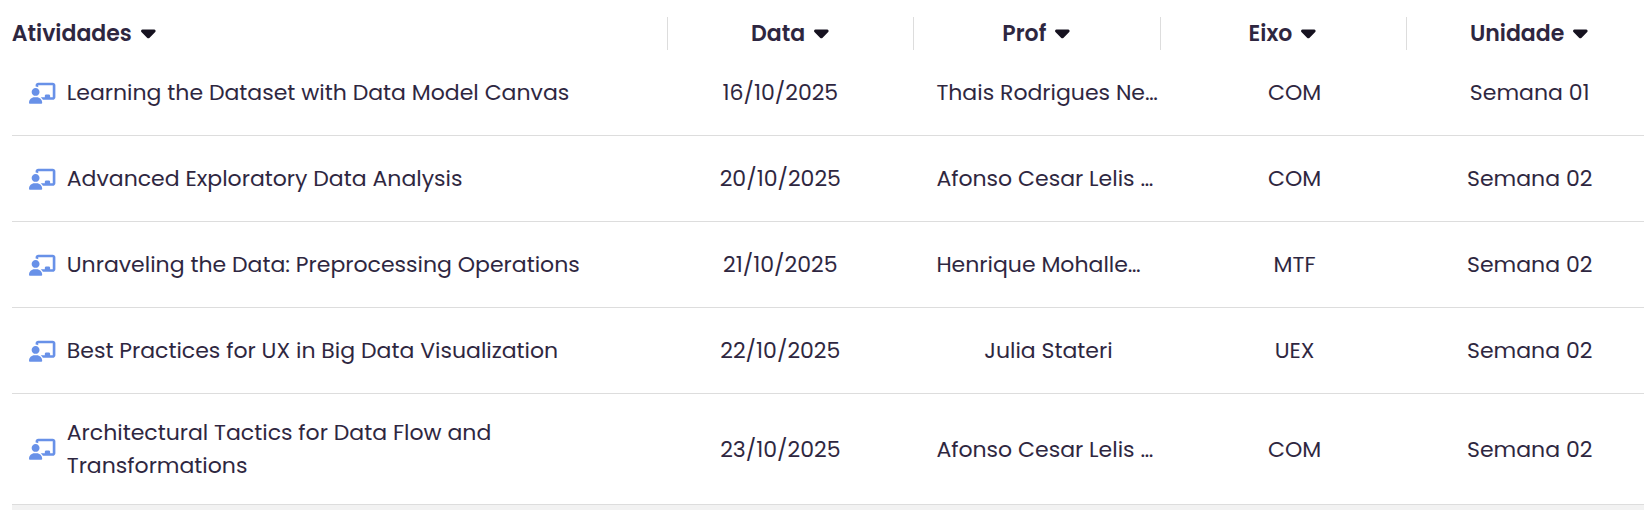 Atividades Data Prof Eixo Unidade
Learning the Dataset with Data Model Canvas 16/10/2025 Thais Rodrigues Ne... COM Semana 01
Advanced Exploratory Data Analysis 20/10/2025 Afonso Cesar Lelis ... COM Semana 02
Unraveling the Data: Preprocessing Operations 21/10/2025 Henrique Mohalle... MTF Semana 02
Best Practices for UX in Big Data Visualization 22/10/2025 Julia Stateri UEX Semana 02
Architectural Tactics for Data Flow and
Transformations 23/10/2025 Afonso Cesar Lelis ... COM Semana 02